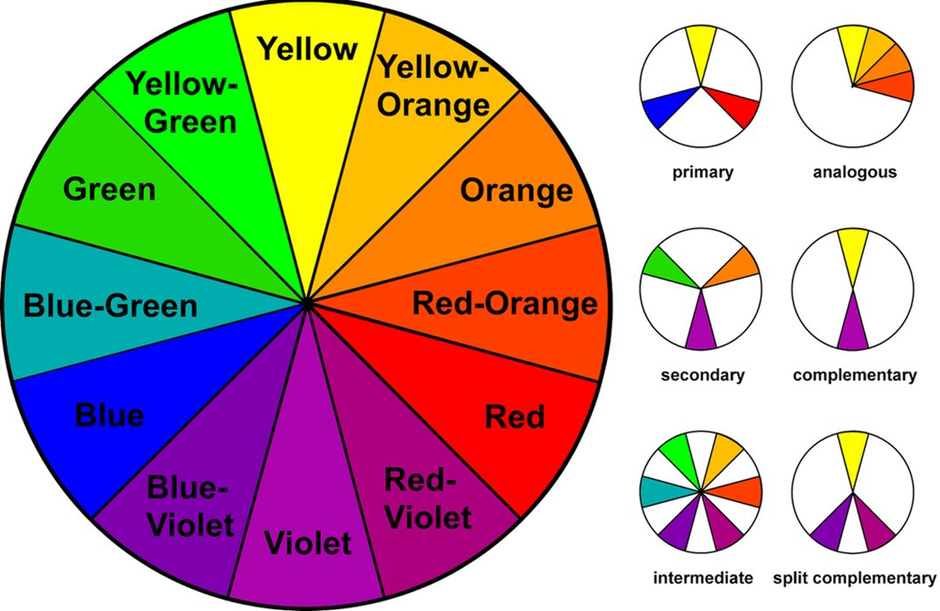 Yellow
Yellow-
Orange
Orange
Red-Orange
Red
Red-
Violet
Violet
Blue-
Violet
Blue
Blue-Green
Green
Yellow-
Green
primary
analogous
secondary
complementary
intermediate
split complementary